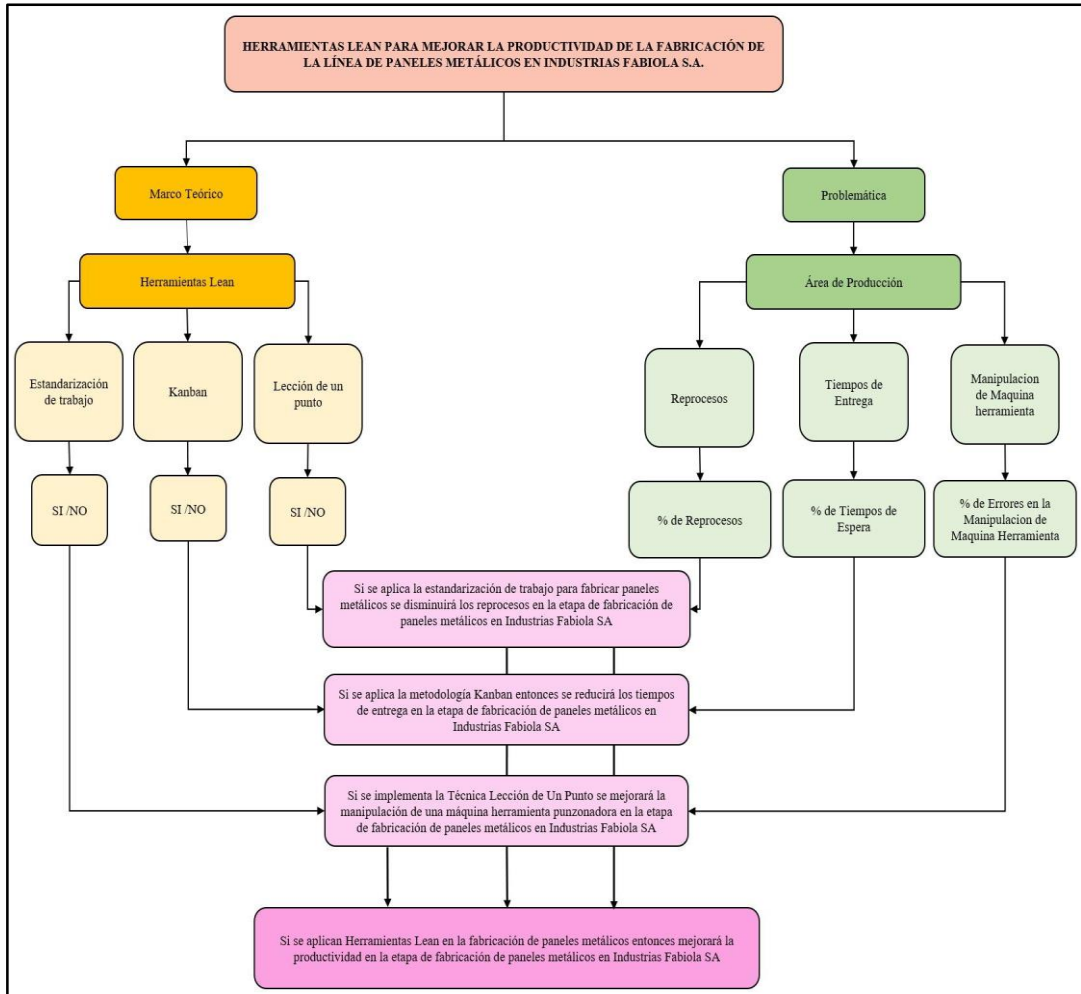 HERRAMIENTAS LEAN PARA MEJORAR LA PRODUCTIVIDAD DE LA FABRICACIÓN DE
LA LÍNEA DE PANELES METÁLICOS EN INDUSTRIAS FABIOLA S.A.
Marco Teórico
Problemática
Herramientas Lean
Área de Producción
Estandarización
de trabajo
Kanban
Lección de un
punto
Reprocesos
Tiempos de
Entrega
Manipulacion
de Maquina
herramienta
SI /NO
SI /NO
SI /NO
% de Reprocesos
% de Tiempos de
Espera
% de Errores en la
Manipulacion de
Maquina Herramienta
Si se aplica la estandarización de trabajo para fabricar paneles
metálicos se disminuirá los reprocesos en la etapa de fabricación de
paneles metálicos en Industrias Fabiola SA
Si se aplica la metodología Kanban entonces se reducirá los tiempos
de entrega en la etapa de fabricación de paneles metálicos en
Industrias Fabiola SA
Si se implementa la Técnica Lección de Un Punto se mejorará la
manipulación de una máquina herramienta punzonadora en la etapa
de fabricación de paneles metálicos en Industrias Fabiola SA
Si se aplican Herramientas Lean en la fabricación de paneles metálicos entonces mejorará la
productividad en la etapa de fabricación de paneles metálicos en Industrias Fabiola SA